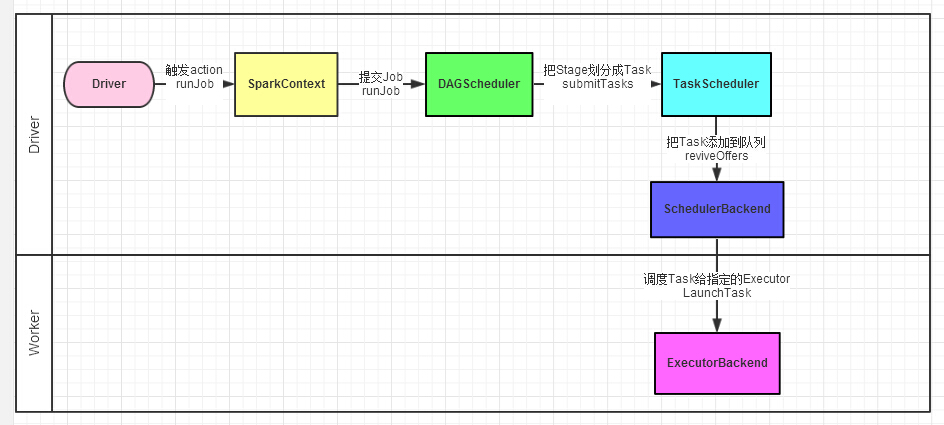 Driver
Driver
触发action
runJob
SparkContext
提交Job
runJob
DAGScheduler
把Stage划分成Task
submitTasks
TaskScheduler
把Task添加到队列
reviveOffers
SchedulerBackend
Worker
调度Task给指定的Executor
LaunchTask
ExecutorBackend